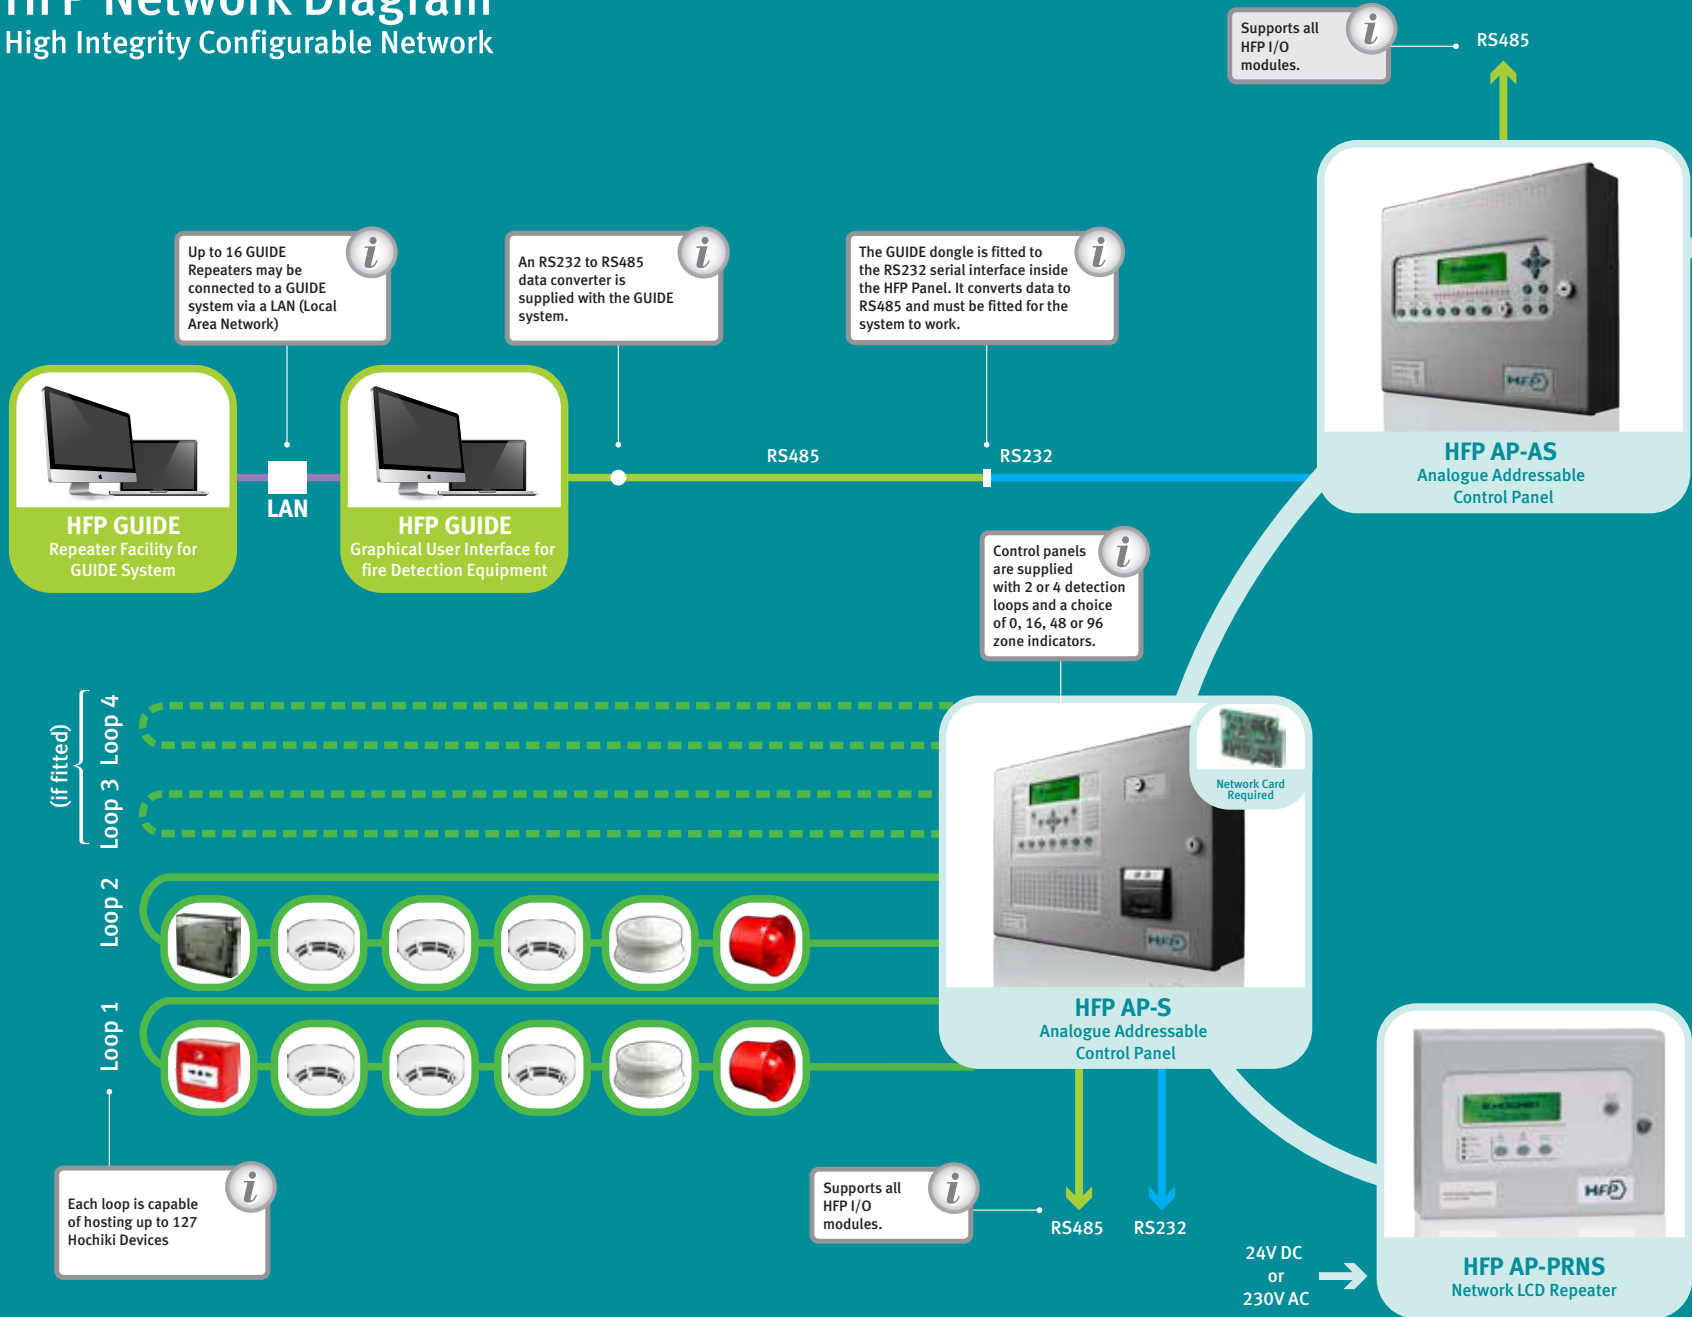 HFP Network Diagram
High Integrity Configurable Network
Supports all
HFP I/O
modules.
RS485
Up to 16 GUIDE
Repeaters may be
connected to a GUIDE
system via a LAN (Local
Area Network)
An RS232 to RS485
data converter is
supplied with the GUIDE
system.
The GUIDE dongle is fitted to
the RS232 serial interface inside
the HFP Panel. It converts data to
RS485 and must be fitted for the
system to work.
HFP
HFP AP-AS
Analogue Addressable
Control Panel
RS485
RS232
LAN
HFP GUIDE
Repeater Facility for
GUIDE System
HFP GUIDE
Graphical User Interface for
fire Detection Equipment
Control panels
are supplied
with 2 or 4 detection
loops and a choice
of 0, 16, 48 or 96
zone indicators.
(if fitted)
Loop 4
Loop 3
Loop 2
Loop 1
Network Card
Required
HFP
HFP AP-S
Analogue Addressable
Control Panel
Each loop is capable
of hosting up to 127
Hochiki Devices
Supports all
HFP I/O
modules.
RS485
RS232
24V DC
or
230V AC
HFP
HFP AP-PRNS
Network LCD Repeater